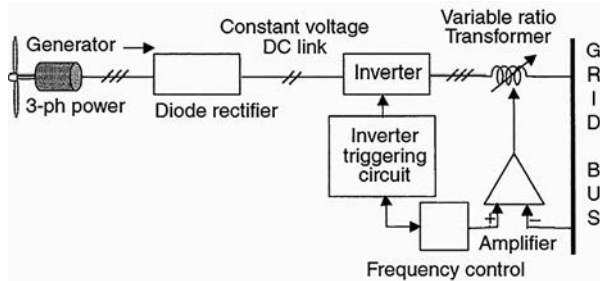 Constant voltage
DC link
Variable ratio
Transformer
Generator
3-ph power
Diode rectifier
Inverter
Inverter
triggering
circuit
+
−
Amplifier
Frequency control
G
R
I
D
B
U
S